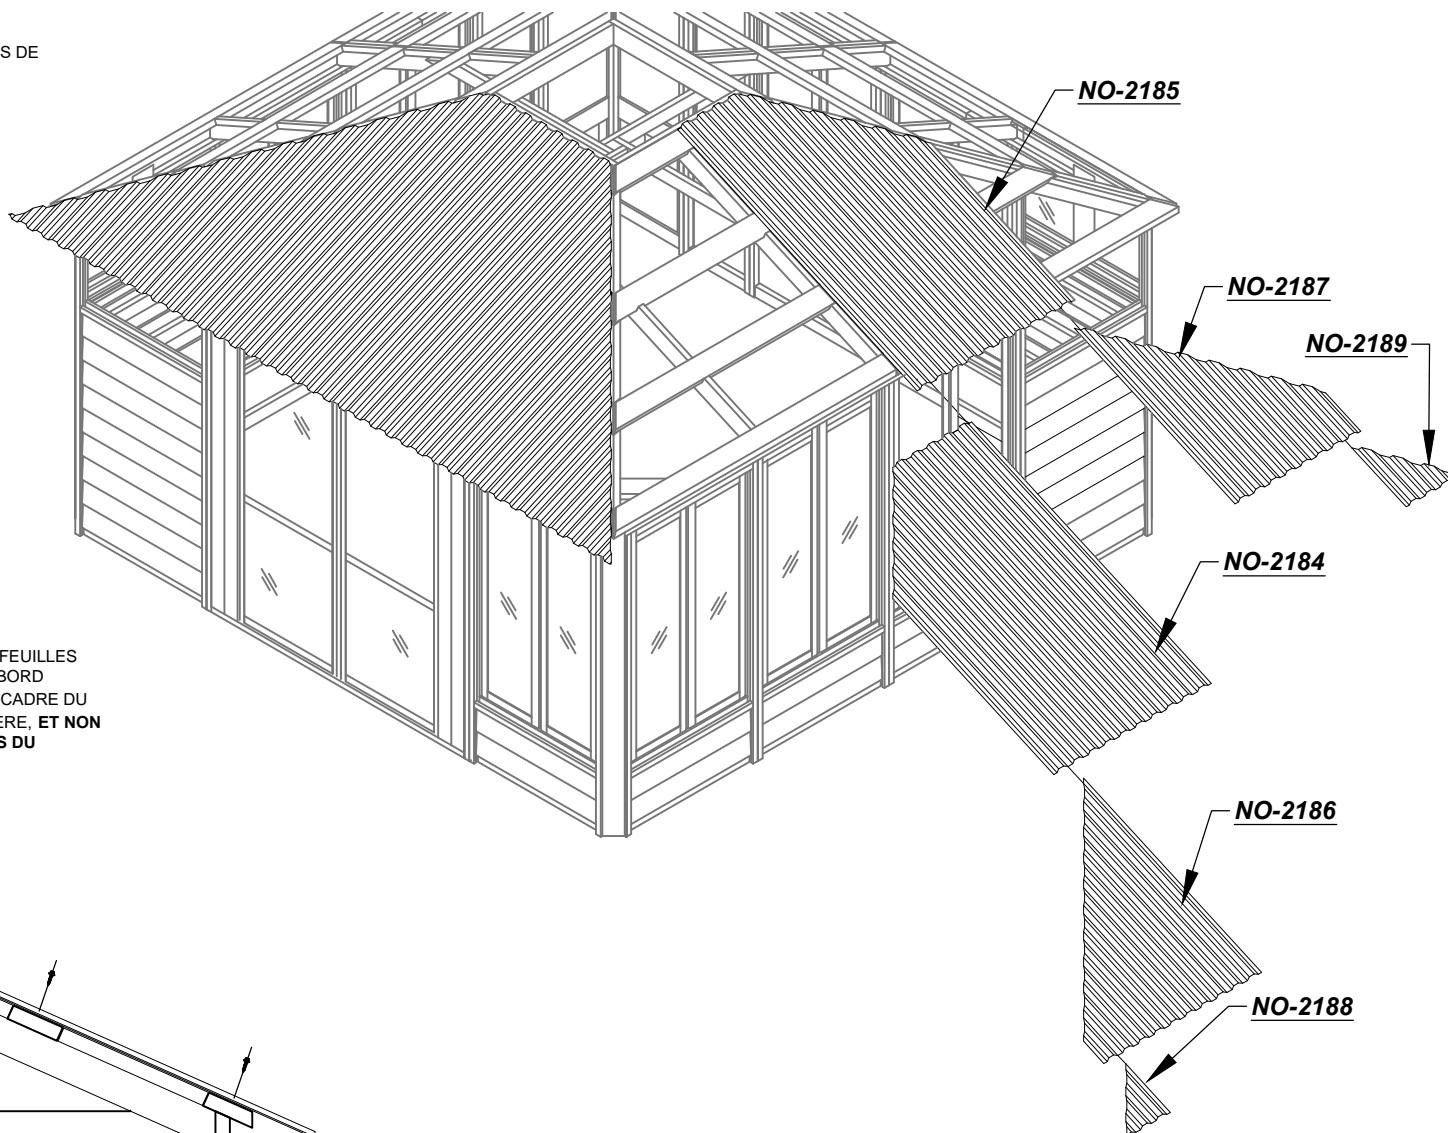 S DE
NO-2185
NO-2187
NO-2189
NO-2184
FEUILLES
BORD
CADRE DU
ERE, ET NON
S DU
NO-2186
NO-2188